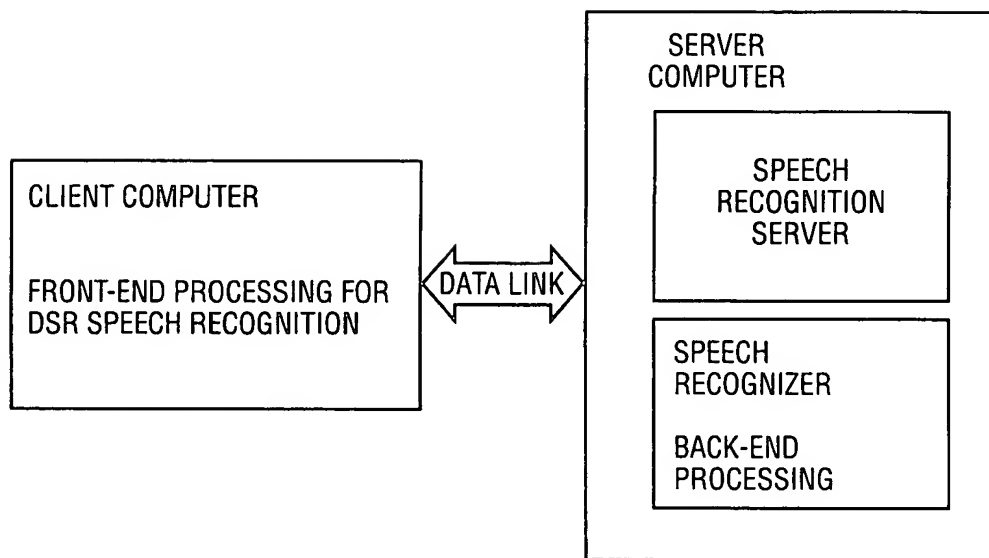 CLIENT COMPUTER
FRONT-END PROCESSING FOR
DSR SPEECH RECOGNITION
DATA LINK
SERVER
COMPUTER
SPEECH
RECOGNITION
SERVER
SPEECH
RECOGNIZER
BACK-END
PROCESSING